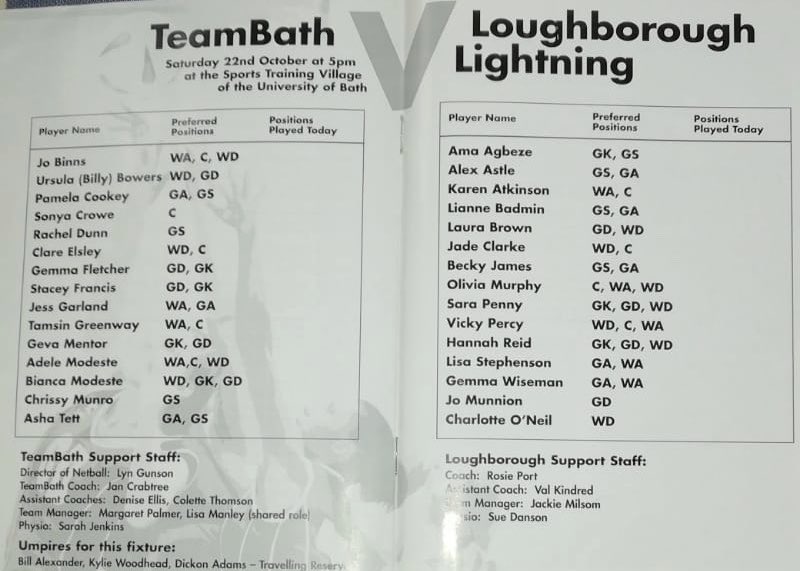 TeamBath
Saturday 22nd October at 5pm
at the Sports Training Village
of the University of Bath
Player Name Preferred Positions Positions Played Today
Jo Binns WA, C, WD
Ursula (Billy) Bowers WD, GD
Pamela Cookey GA, GS
Sonya Crowe C
Rachel Dunn GS
Clare Elsley WD, C
Gemma Fletcher GD, GK
Stacey Francis GD, GK
Jess Garland WA, GA
Tamsin Greenway WA, C
Geva Mentor GK, GD
Adele Modeste WA,C, WD
Bianca Modeste WD, GK, GD
Chrissy Munro GS
Asha Tett GA, GS
TeamBath Support Staff:
Director of Netball: Lyn Gunson
TeamBath Coach: Jan Crabtree
Assistant Coaches: Denise Ellis, Colette Thomson
Team Manager: Margaret Palmer, Lisa Manley (shared role)
Physio: Sarah Jenkins
Umpires for this fixture:
Bill Alexander, Kylie Woodhead, Dickon Adams – Travelling Reserv
V
Loughborough
Lightning
Player Name Preferred Positions Positions Played Today
Ama Agbeze GK, GS
Alex Astle GS, GA
Karen Atkinson WA, C
Lianne Badmin GS, GA
Laura Brown GD, WD
Jade Clarke WD, C
Becky James GS, GA
Olivia Murphy C, WA, WD
Sara Penny GK, GD, WD
Vicky Percy WD, C, WA
Hannah Reid GK, GD, WD
Lisa Stephenson GA, WA
Gemma Wiseman GA, WA
Jo Munnion GD
Charlotte O'Neil WD
Loughborough Support Staff:
Coach: Rosie Port
Assistant Coach: Val Kindred
Manager: Jackie Milsom
Sue Danson